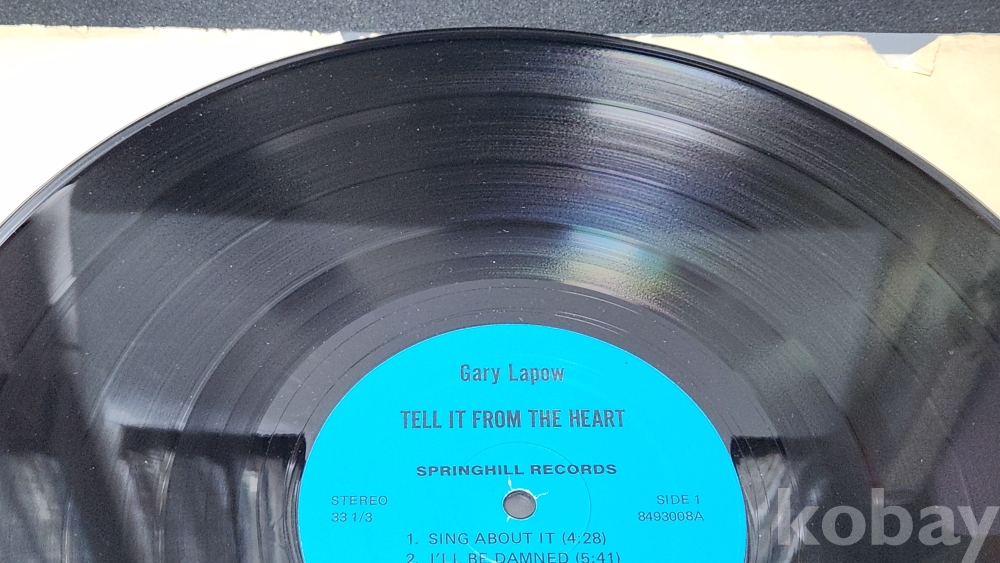 Gary Lapow
TELL IT FROM THE HEART
SPRINGHILL RECORDS
STEREO
33 1/3
SIDE 1
8493008A
1. SING ABOUT IT (4:28)
2. I'LL BE DAMNED (5:41)
kobay